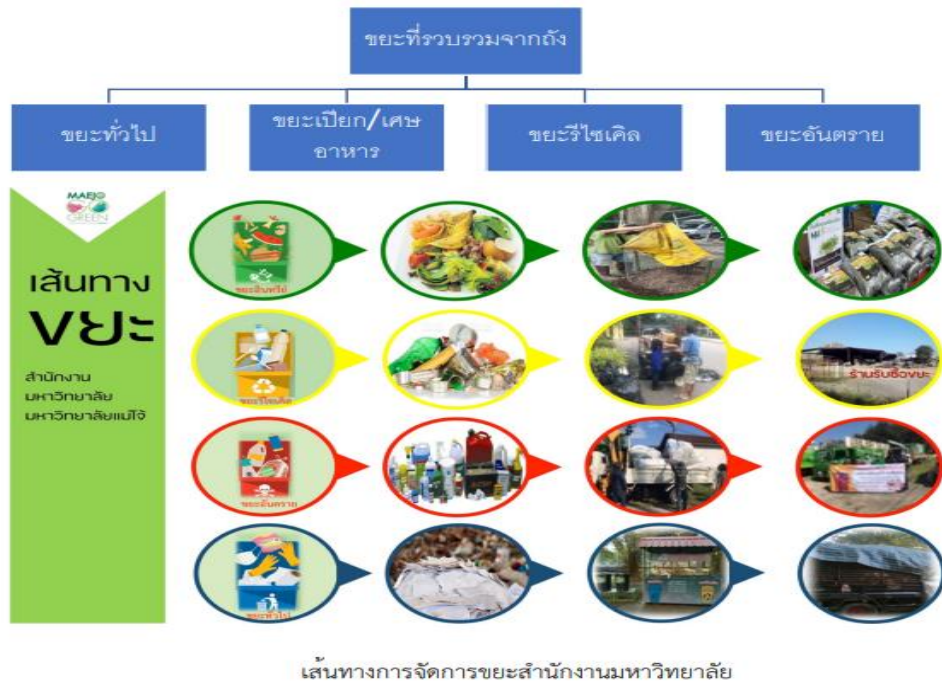 ขยะที่รวบรวมจากถัง
ขยะทั่วไป
ขยะเปียก/เศษ
อาหาร
ขยะรีไซเคิล
ขยะอันตราย
MAEJO
GREEN
เส้นทาง
ขยะ
สำนักงาน
มหาวิทยาลัย
มหาวิทยาลัยแม่โจ้
ขยะอินทรีย์
ขยะรีไซเคิล
ร้านรับซื้อขยะ
ขยะอันตราย
ขยะทั่วไป
เส้นทางการจัดการขยะสำนักงานมหาวิทยาลัย